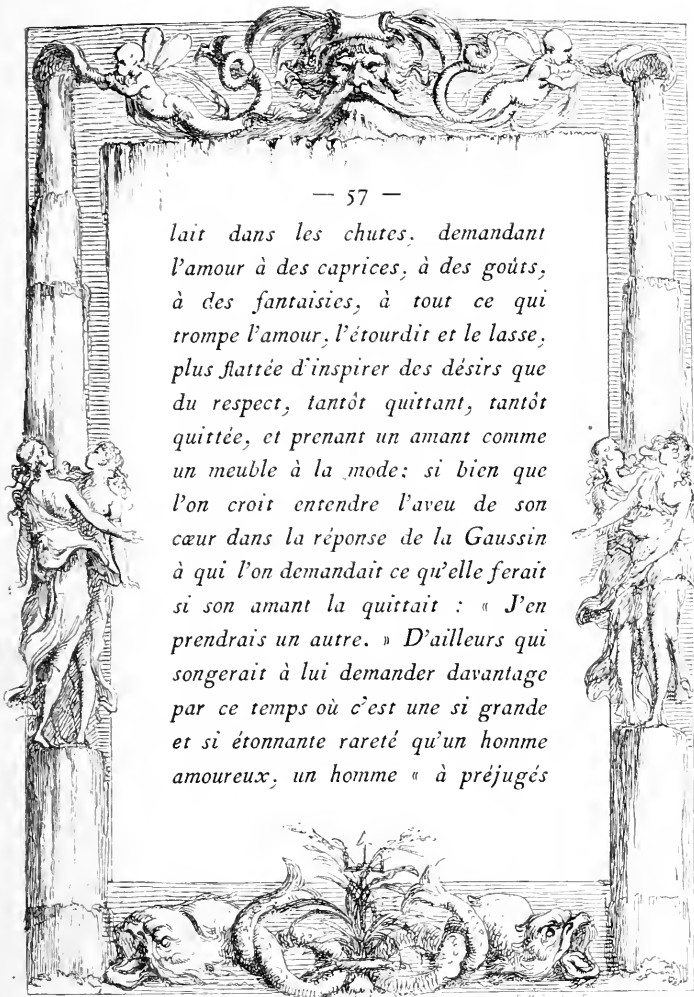 — 57 —
lait dans les chutes, demandant
l'amour à des caprices, à des goûts,
à des fantaisies, à tout ce qui
trompe l'amour, l'étourdit et le lasse,
plus flattée d'inspirer des désirs que
du respect, tantôt quittant, tantôt
quittée, et prenant un amant comme
un meuble à la mode; si bien que
l'on croit entendre l'aveu de son
cœur dans la réponse de la Gaussin
à qui l'on demandait ce qu'elle ferait
si son amant la quittait : « J'en
prendrais un autre. » D'ailleurs qui
songerait à lui demander davantage
par ce temps où c'est une si grande
et si étonnante rareté qu'un homme
amoureux, un homme « à préjugés